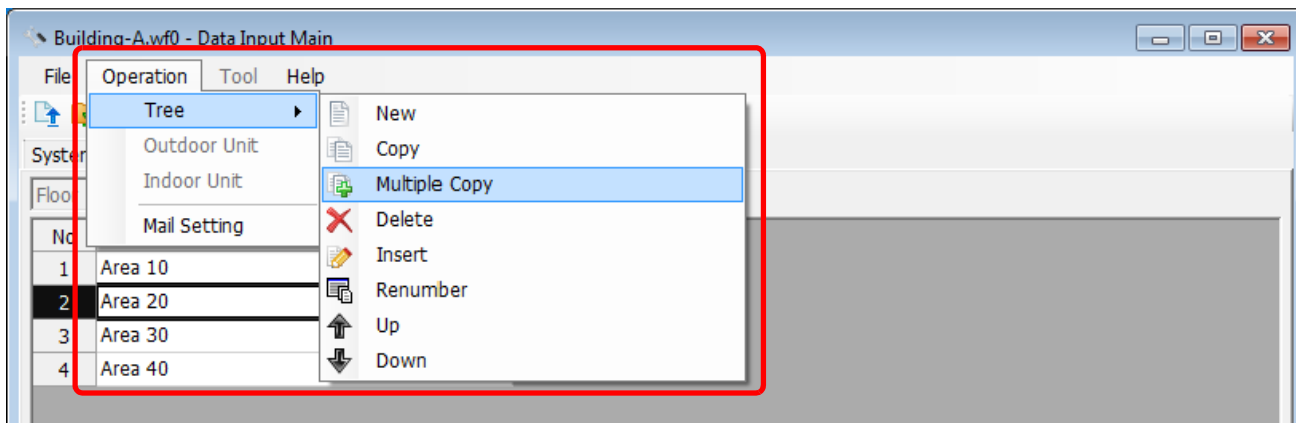 Building-A.wf0 - Data Input Main
File Operation Tool Help
Tree
Outdoor Unit
Indoor Unit
Mail Setting
New
Copy
Multiple Copy
Delete
Insert
Renumber
Up
Down
Floor
No
1 Area 10
2 Area 20
3 Area 30
4 Area 40